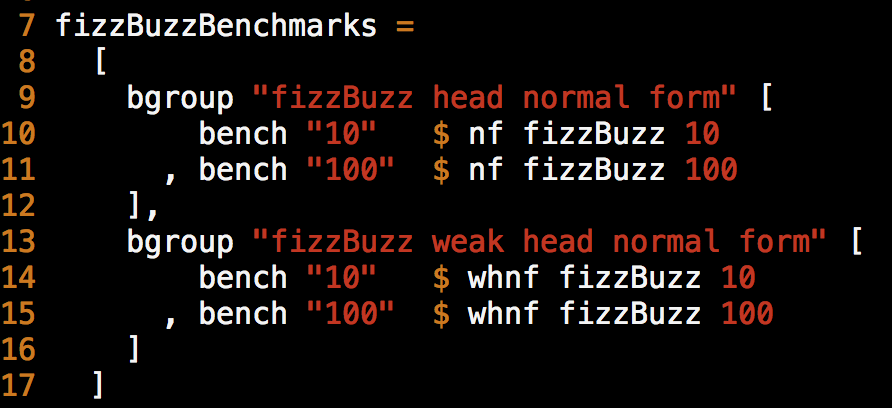 7 fizzBuzzBenchmarks =
8   [
9     bgroup "fizzBuzz head normal form" [
10         bench "10"   $ nf fizzBuzz 10
11       , bench "100"  $ nf fizzBuzz 100
12     ],
13     bgroup "fizzBuzz weak head normal form" [
14         bench "10"   $ whnf fizzBuzz 10
15       , bench "100"  $ whnf fizzBuzz 100
16     ]
17   ]